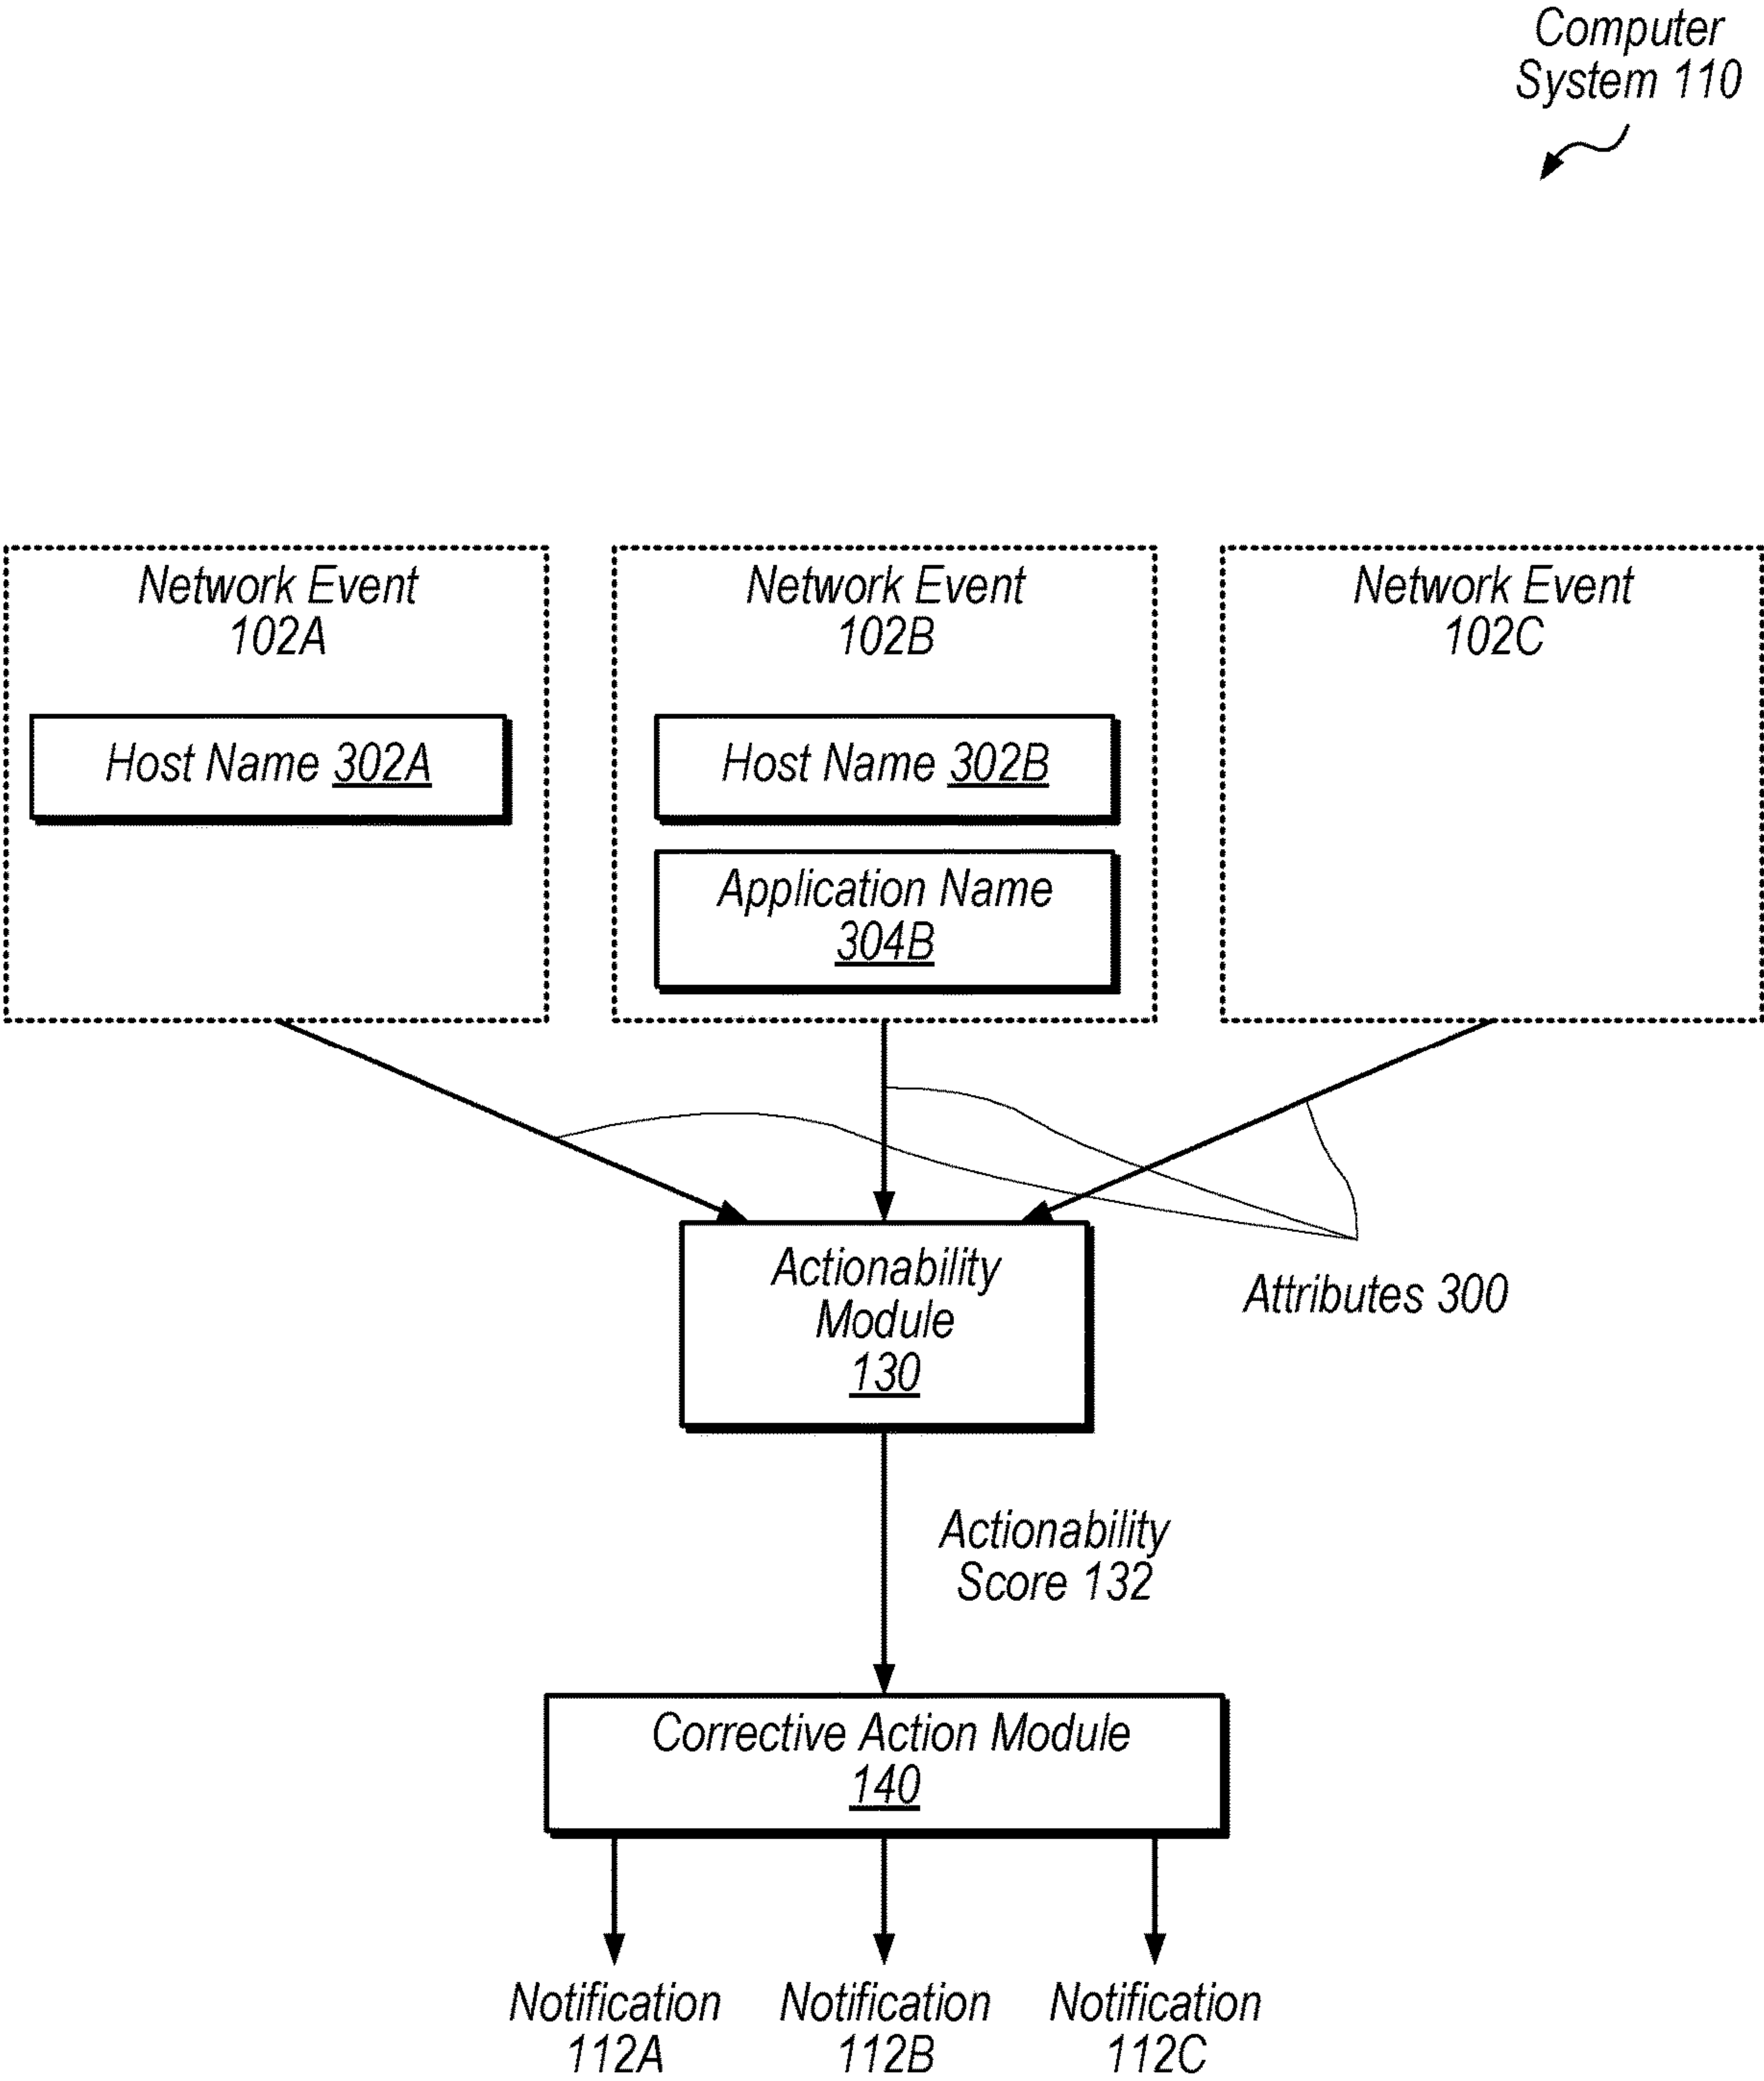 Computer
System 110
Network Event
102A
Network Event
102B
Network Event
102C
Host Name 302A
Host Name 302B
Application Name
304B
Actionability
Module
130
Attributes 300
Actionability
Score 132
Corrective Action Module
140
Notification
112A
Notification
112B
Notification
112C